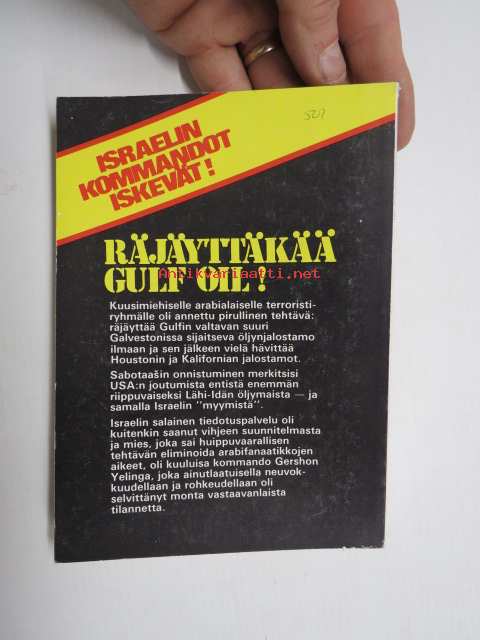 507
ISRAELIN
KOMMANDOT
ISKEVÄT!
RÄJÄYTTÄKÄÄ
GULF OIL!
Antikvariaatti.net
Kuusimiehiselle arabialaiselle terroristi-
ryhmälle oli annettu pirullinen tehtävä:
räjäyttää Gulfin valtavan suuri
Galvestonissa sijaitseva öljynjalostamo
ilmaan ja sen jälkeen vielä hävittää
Houstonin ja Kalifornian jalostamot.
Sabotaašin onnistuminen merkitsisi
USA:n joutumista entistä enemmän
riippuvaiseksi Lähi-Idän öljymaista — ja
samalla Israelin "myymistä".
Israelin salainen tiedotuspalvelu oli
kuitenkin saanut vihjeen suunnitelmasta
ja mies, joka sai huippuvaarallisen
tehtävän eliminoida arabifanaatikkojen
aikeet, oli kuuluisa kommando Gershon
Yelinga, joka ainutlaatuisella neuvok-
kuudellaan ja rohkeudellaan oli
selvittänyt monta vastaavanlaista
tilannetta.